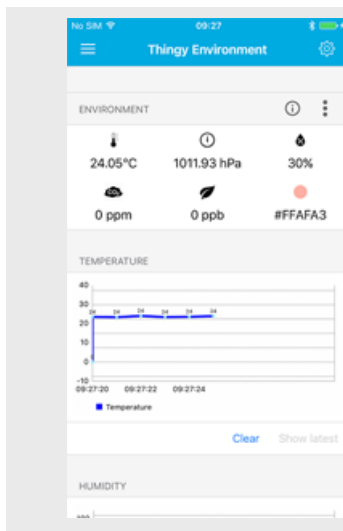 No SIM 09:27
Thingy Environment
ENVIRONMENT
24.05°C 1011.93 hPa 30%
CO₂
0 ppm 0 ppb #FFAFA3
TEMPERATURE
40
30
24 24 24 24 24 24
20
10
0
-10
09:27:20 09:27:22 09:27:24
Temperature
Clear Show latest
HUMIDITY
100